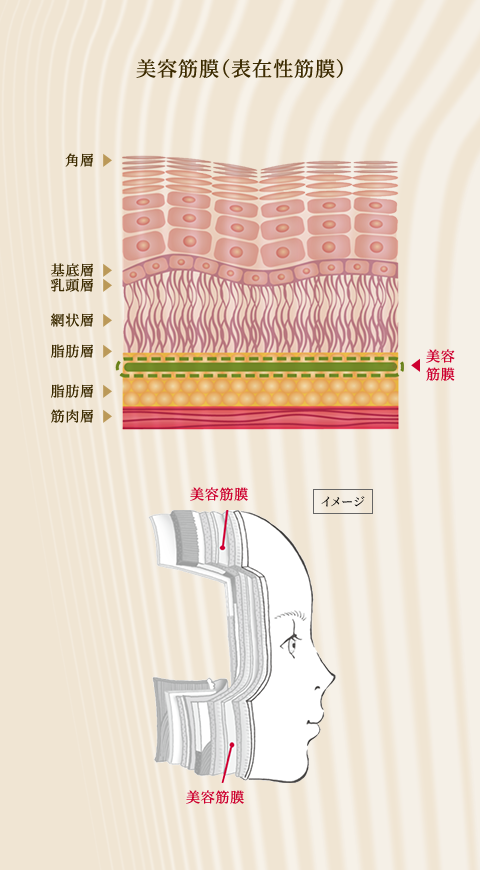 美容筋膜（表在性筋膜）
角層
基底層
乳頭層
網状層
脂肪層
美容
筋膜
脂肪層
筋肉層
美容筋膜
イメージ
美容筋膜